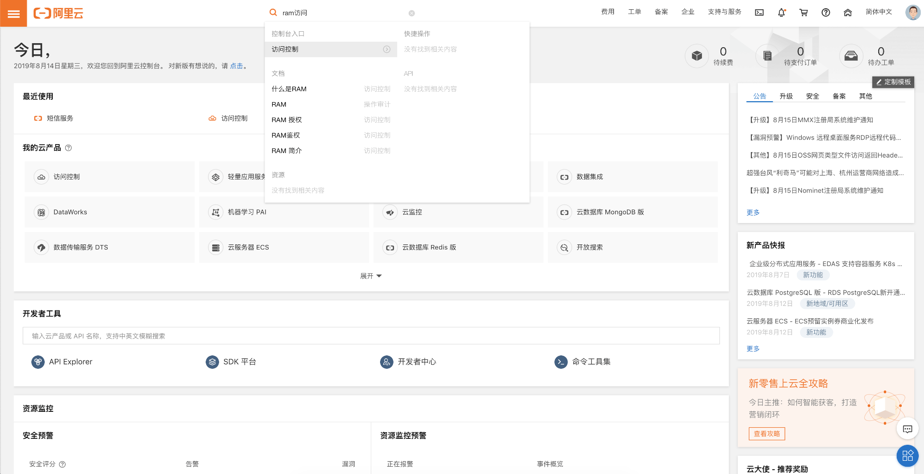 阿里云
ram访问
费用
工单
备案
企业
支持与服务
简体中文
控制台入口
快捷操作
访问控制
没有找到相关内容
文档
API
什么是RAM
访问控制
没有找到相关内容
RAM
操作审计
RAM 授权
访问控制
RAM鉴权
访问控制
RAM 简介
访问控制
资源
没有找到相关内容
今日，
2019年8月14日星期三，欢迎您回到阿里云控制台。 对新版有想说的，请 点击。
0
待续费
0
待支付订单
0
待办工单
定制模板
最近使用
短信服务
访问控制
我的云产品
访问控制
轻量应用服务
数据集成
DataWorks
机器学习 PAI
云监控
云数据库 MongoDB 版
数据传输服务 DTS
云服务器 ECS
云数据库 Redis 版
开放搜索
展开
开发者工具
输入云产品或 API 名称，支持中英文模糊搜索
API Explorer
SDK 平台
开发者中心
命令工具集
资源监控
安全预警
安全评分
告警
漏洞
资源监控预警
正在报警
事件概览
公告
升级
安全
备案
其他
【升级】8月15日MMX注册局系统维护通知
【漏洞预警】Windows 远程桌面服务RDP远程代码...
【其他】8月15日OSS网页类型文件访问返回Heade...
超强台风“利奇马”可能对上海、杭州运营商网络造成...
【升级】8月15日Nominet注册局系统维护通知
更多
新产品快报
企业级分布式应用服务 - EDAS 支持容器服务 K8s ...
2019年8月7日
新功能
云数据库 PostgreSQL 版 - RDS PostgreSQL新开通...
2019年8月12日
新地域/可用区
云服务器 ECS - ECS预留实例券商业化发布
2019年8月13日
新功能
更多
新零售上云全攻略
今日主推：如何智能获客、打造
营销闭环
查看攻略
云大使 - 推荐奖励